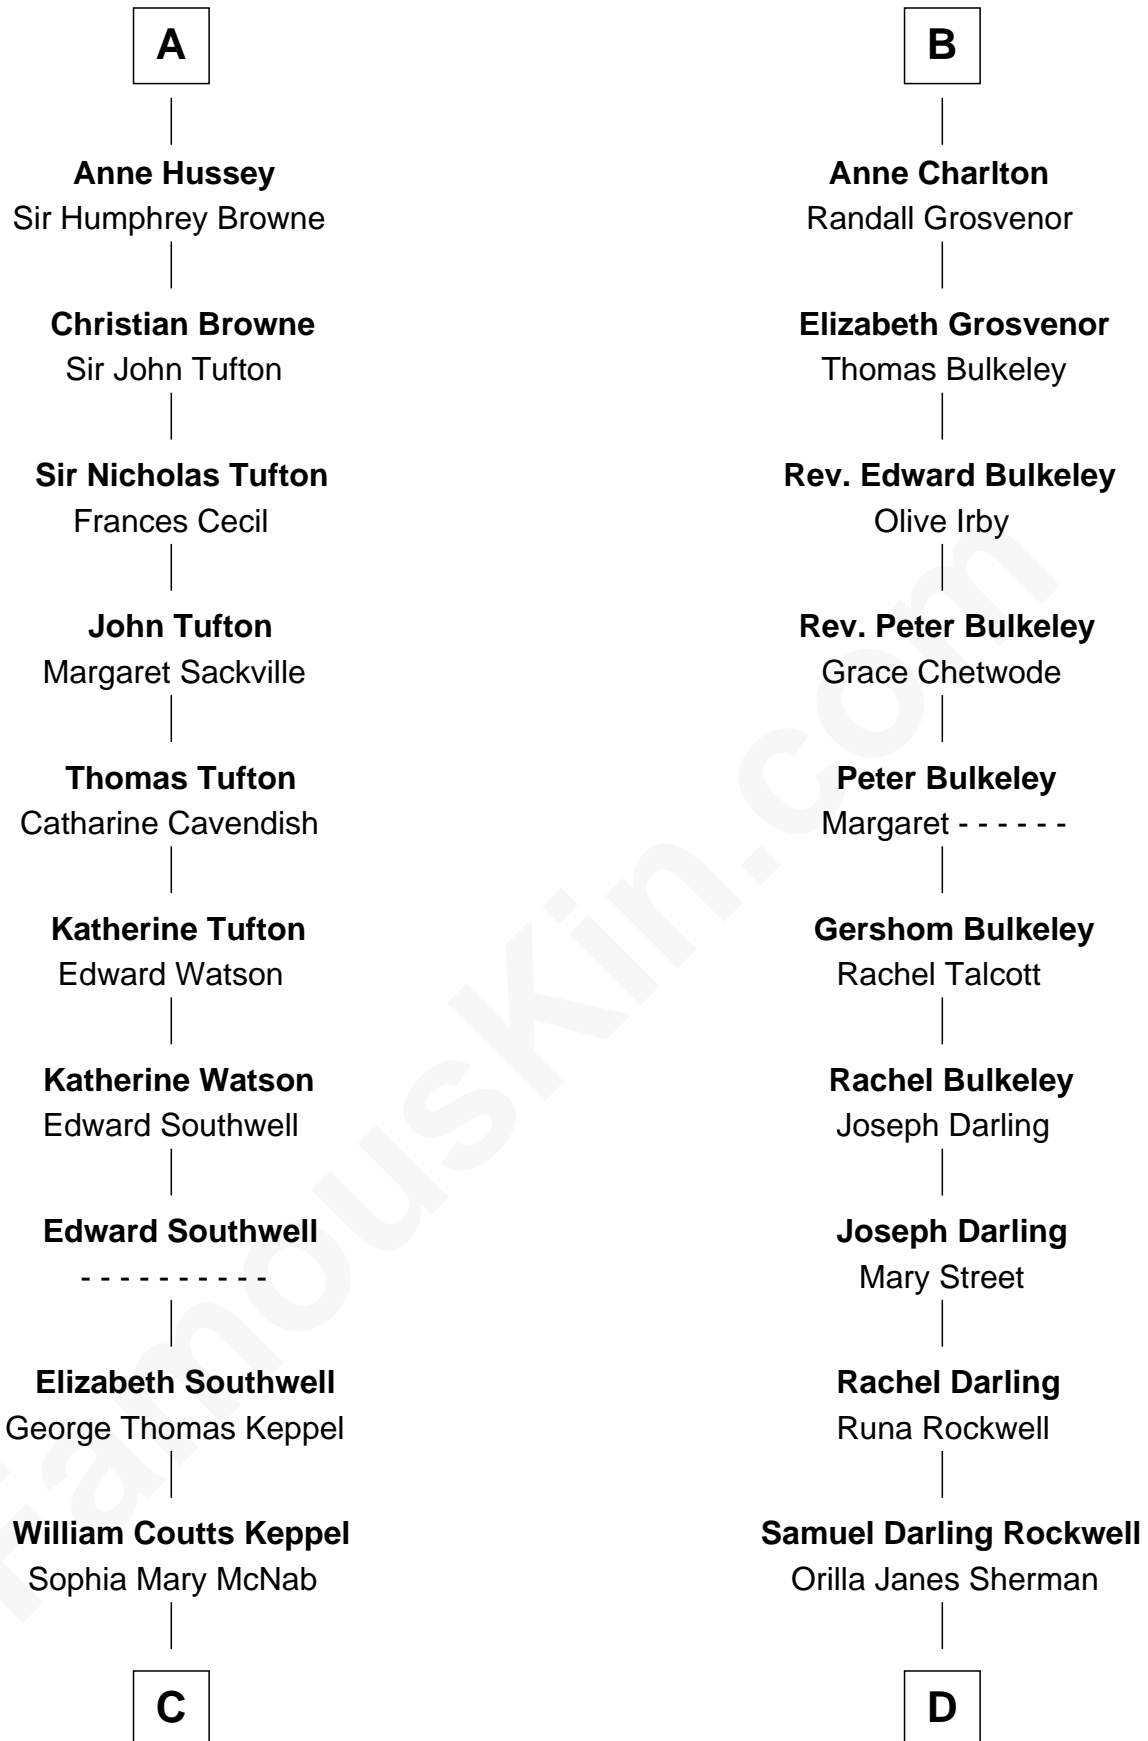 A
Anne Hussey
Sir Humphrey Browne
Christian Browne
Sir John Tufton
Sir Nicholas Tufton
Frances Cecil
John Tufton
Margaret Sackville
Thomas Tufton
Catharine Cavendish
Katherine Tufton
Edward Watson
Katherine Watson
Edward Southwell
Edward Southwell
- - - - - - - - - -
Elizabeth Southwell
George Thomas Keppel
William Coutts Keppel
Sophia Mary McNab
C
B
Anne Charlton
Randall Grosvenor
Elizabeth Grosvenor
Thomas Bulkeley
Rev. Edward Bulkeley
Olive Irby
Rev. Peter Bulkeley
Grace Chetwode
Peter Bulkeley
Margaret - - - - - -
Gershom Bulkeley
Rachel Talcott
Rachel Bulkeley
Joseph Darling
Joseph Darling
Mary Street
Rachel Darling
Runa Rockwell
Samuel Darling Rockwell
Orilla Janes Sherman
D
FamousKin.com